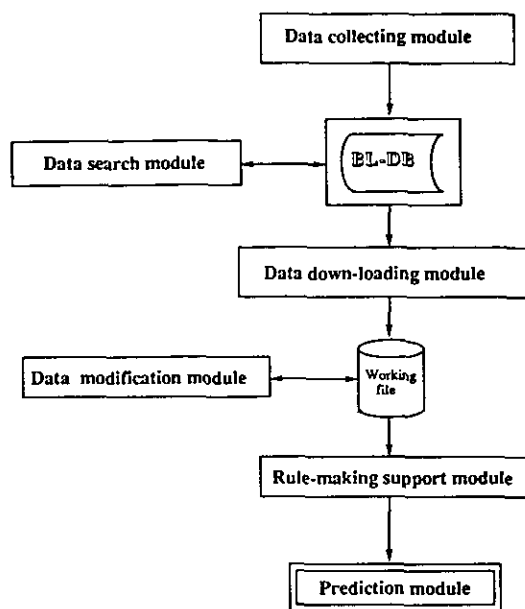 Data collecting module
BL-DB
Data search module
Data down-loading module
Data modification module
Working
file
Rule-making support module
Prediction module